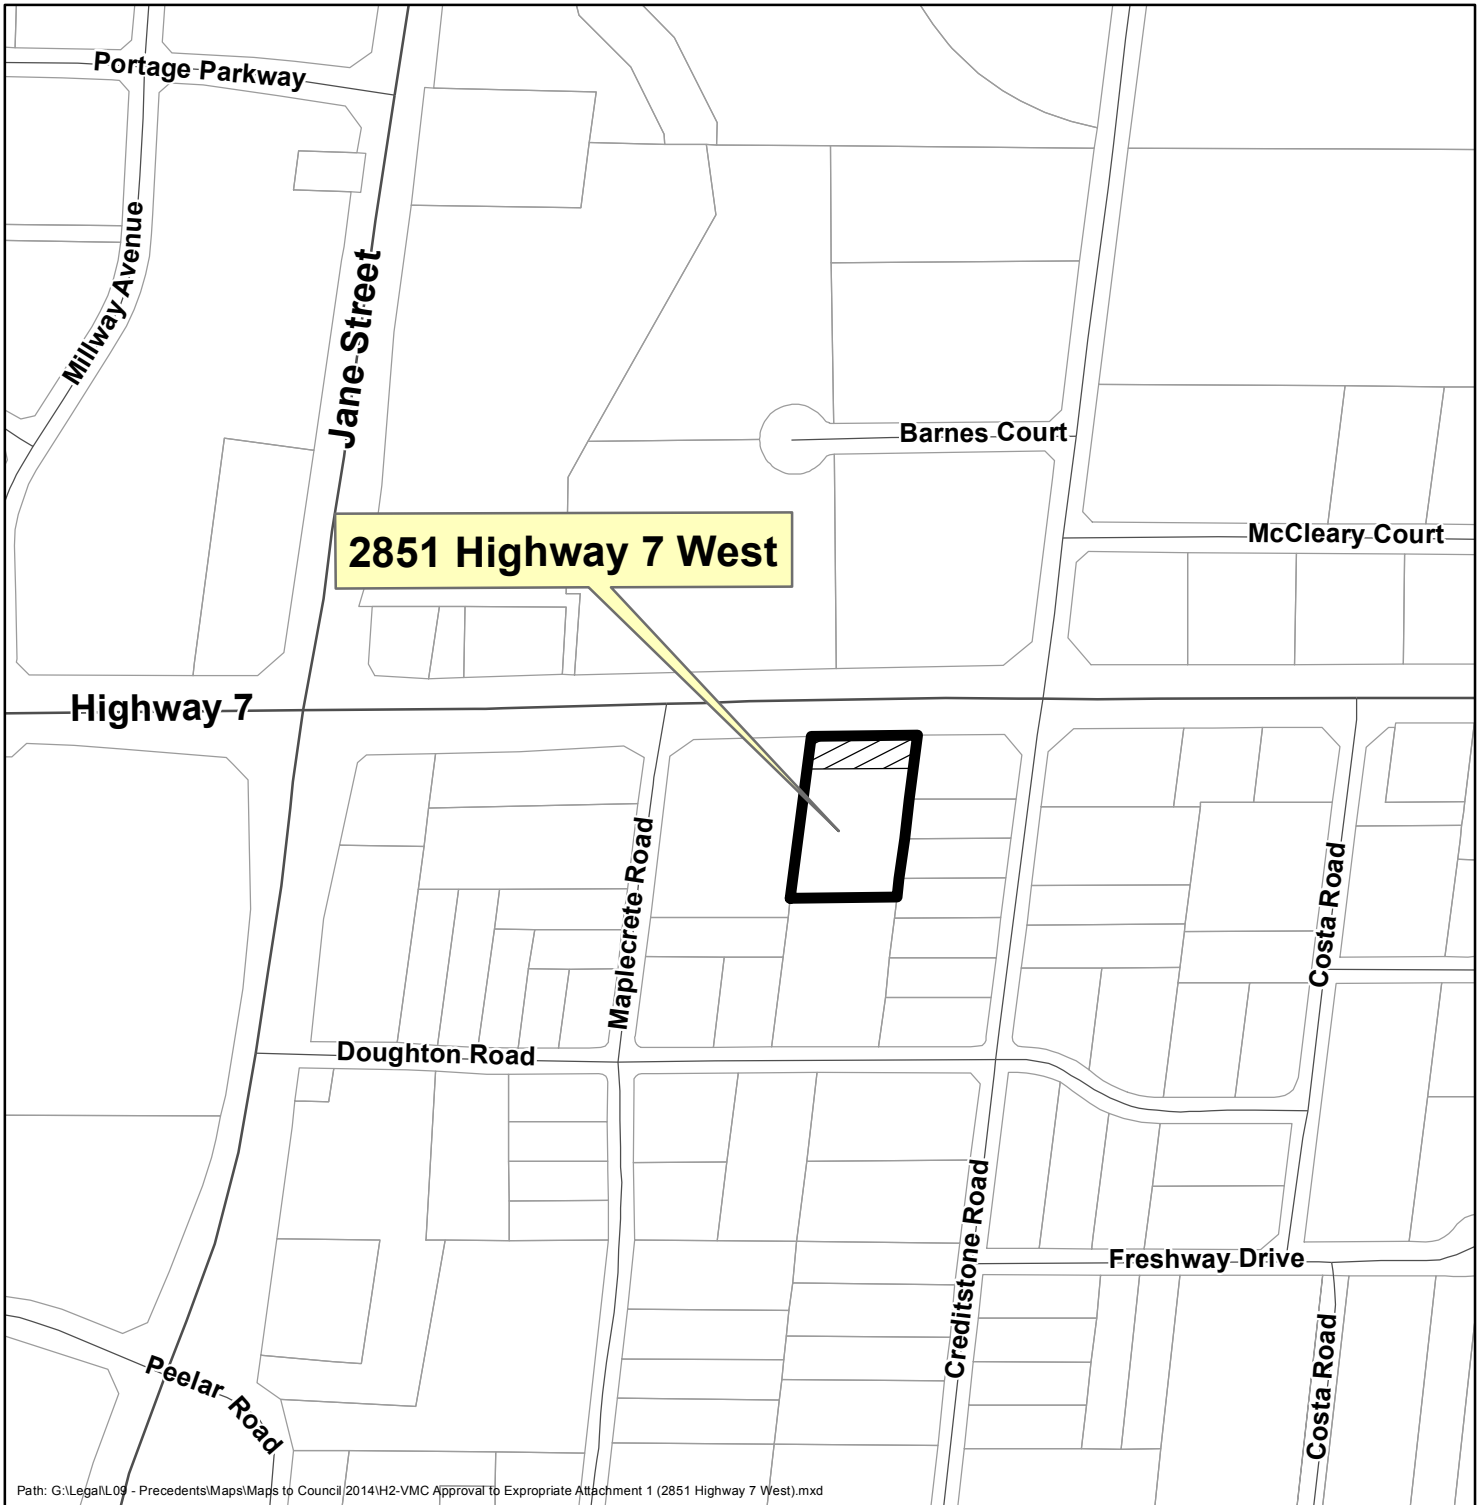 Portage Parkway
Millway Avenue
Jane Street
Barnes Court
McCleary Court
2851 Highway 7 West
Highway 7
Maplecrete Road
Costa Road
Doughton Road
Creditstone Road
Freshway Drive
Costa Road
Peelar Road
Path: G:\Legal\L09 - Precedents\Maps\Maps to Council 2014\H2-VMC Approval to Expropriate Attachment 1 (2851 Highway 7 West).mxd